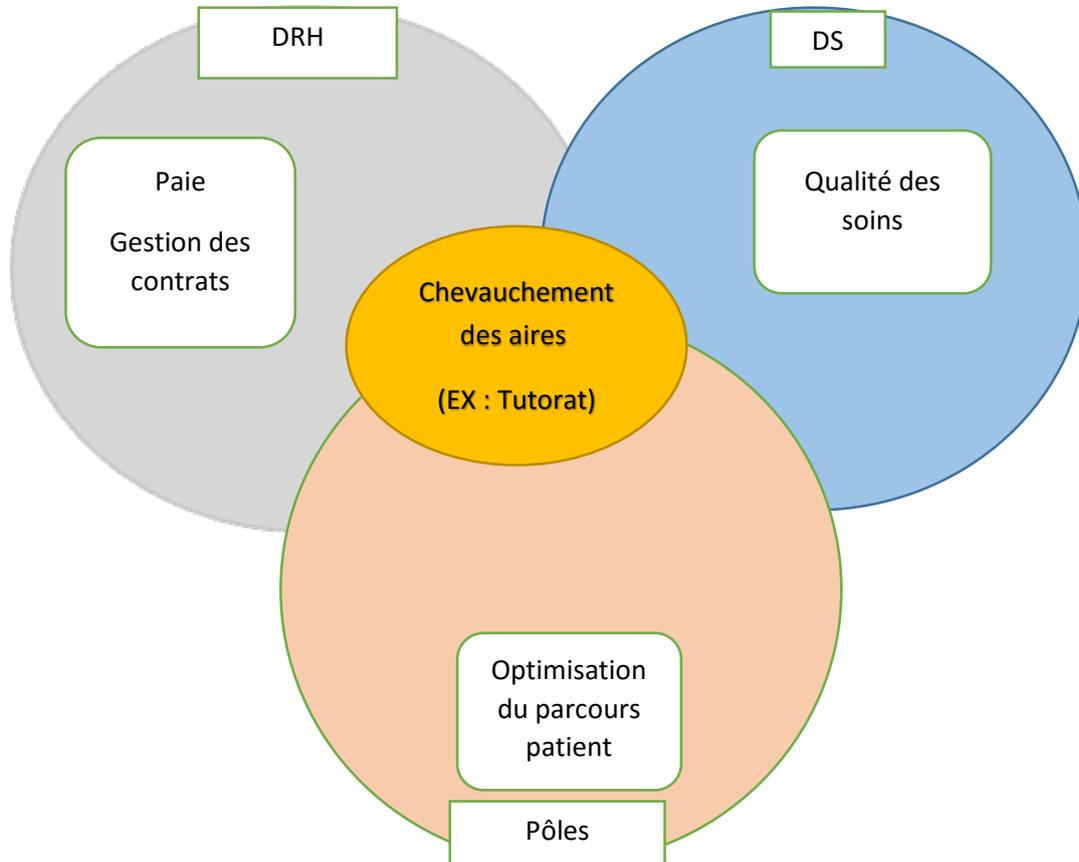 DRH
DS
Paie
Gestion des
contrats
Qualité des
soins
Chevauchement
des aires
(EX : Tutorat)
Optimisation
du parcours
patient
Pôles